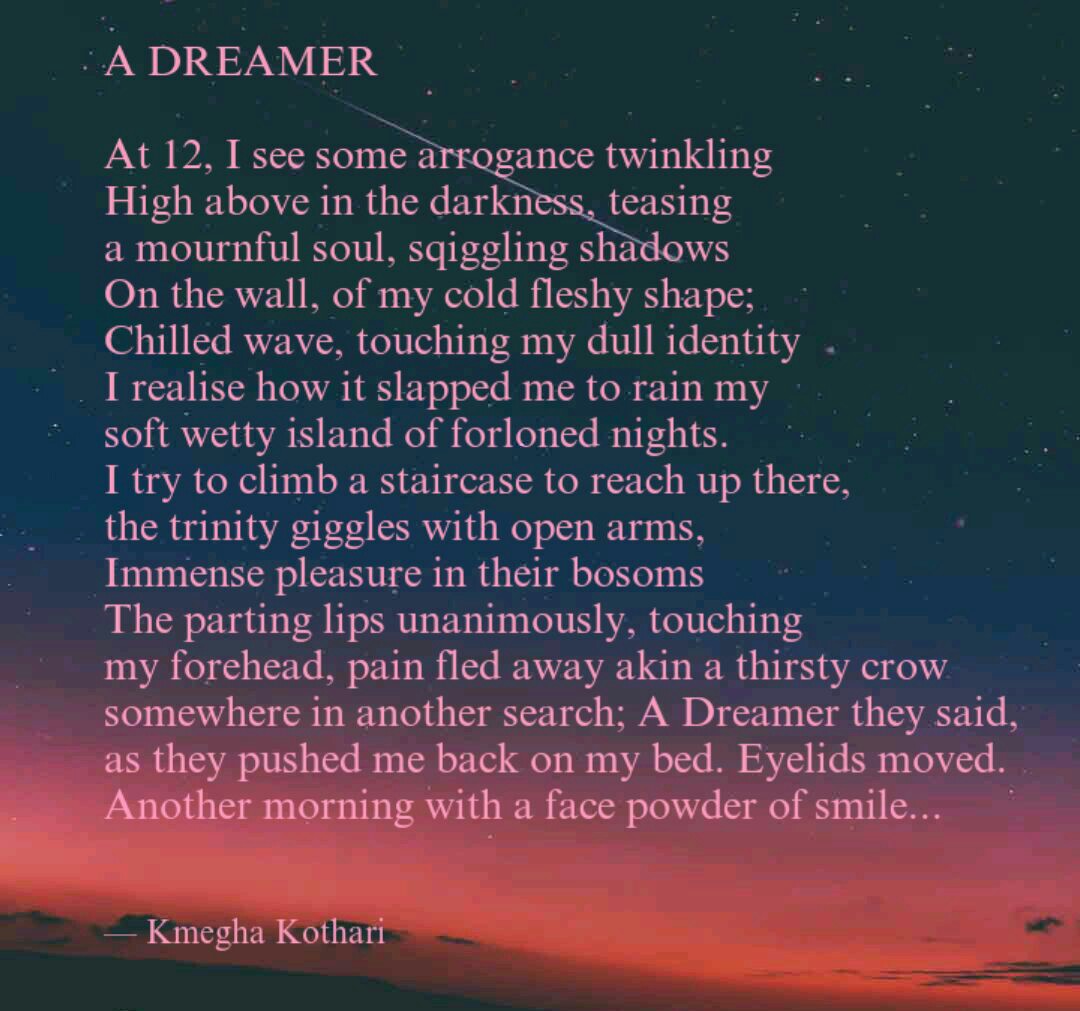 A DREAMER
At 12, I see some arrogance twinkling
High above in the darkness, teasing
a mournful soul, sqiggling shadows
On the wall, of my cold fleshy shape;
Chilled wave, touching my dull identity
I realise how it slapped me to rain my
soft wetty island of forloned nights.
I try to climb a staircase to reach up there,
the trinity giggles with open arms,
Immense pleasure in their bosoms
The parting lips unanimously, touching
my forehead, pain fled away akin a thirsty crow
somewhere in another search; A Dreamer they said,
as they pushed me back on my bed. Eyelids moved.
Another morning with a face powder of smile...
— Kmegha Kothari